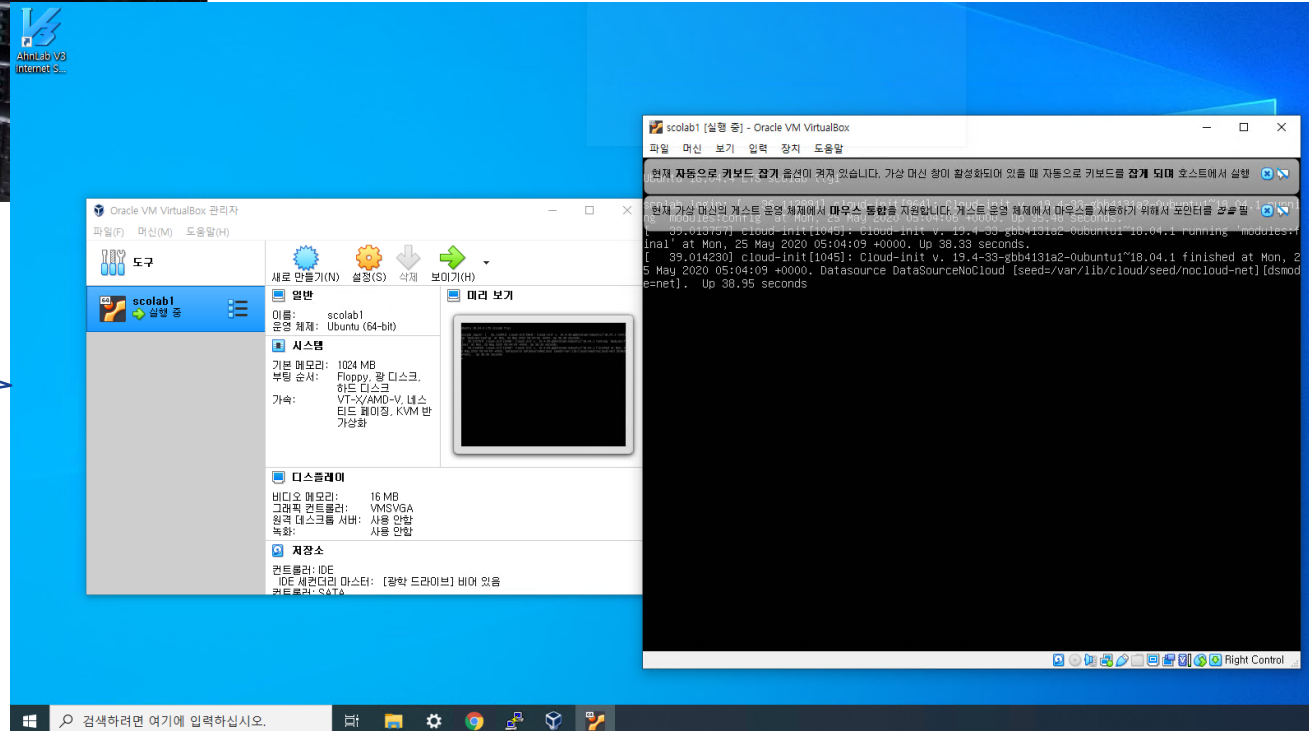 AhnLab V3
Internet S...
Oracle VM VirtualBox 관리자
파일(F) 머신(M) 도움말(H)
도구
새로 만들기(N) 설정(S) 삭제 보이기(H)
scolab1
실행 중
일반
이름: scolab1
운영 체제: Ubuntu (64-bit)
시스템
기본 메모리: 1024 MB
부팅 순서: Floppy, 광 디스크,
하드 디스크
가속: VT-x/AMD-V, 네스
티드 페이징, KVM 반
가상화
미리 보기
디스플레이
비디오 메모리: 16 MB
그래픽 컨트롤러: VMSVGA
원격 데스크톱 서버: 사용 안함
녹화: 사용 안함
저장소
컨트롤러: IDE
IDE 세컨더리 마스터: [광학 드라이브] 비어 있음
컨트롤러: SATA
scolab1 [실행 중] - Oracle VM VirtualBox
파일 머신 보기 입력 장치 도움말
현재 자동으로 키보드 잡기 옵션이 켜져 있습니다. 가상 머신 창이 활성화되어 있을 때 자동으로 키보드를 잡게 되며 호스트에서 실행
현재 가상 머신의 게스트 운영 체제에서 마우스 통합을 지원합니다. 게스트 운영 체제에서 마우스를 사용하기 위해서 포인터를
[ 39.013757] cloud-init[1045]: Cloud-init v. 19.4-33-gbb4131a2-0ubuntu1~18.04.1 running 'modules:f
inal' at Mon, 25 May 2020 05:04:09 +0000. Up 38.33 seconds.
[ 39.014230] cloud-init[1045]: Cloud-init v. 19.4-33-gbb4131a2-0ubuntu1~18.04.1 finished at Mon, 2
5 May 2020 05:04:09 +0000. Datasource DataSourceNoCloud [seed=/var/lib/cloud/seed/nocloud-net][dsmod
e=net]. Up 38.95 seconds
Right Control
검색하려면 여기에 입력하십시오.